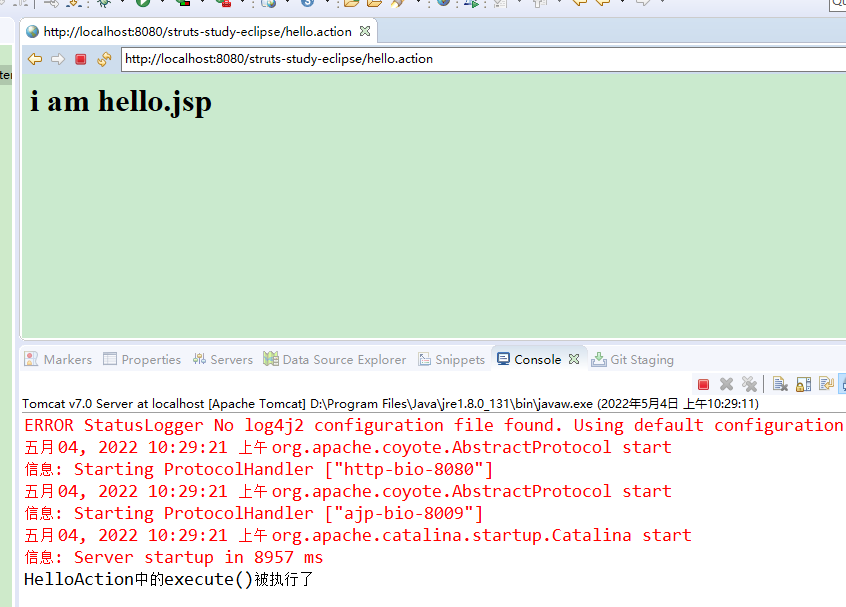 http://localhost:8080/struts-study-eclipse/hello.action
http://localhost:8080/struts-study-eclipse/hello.action
i am hello.jsp
Markers Properties Servers Data Source Explorer Snippets Console Git Staging
Tomcat v7.0 Server at localhost [Apache Tomcat] D:\Program Files\Java\jre1.8.0_131\bin\javaw.exe (2022年5月4日 上午10:29:11)
ERROR StatusLogger No log4j2 configuration file found. Using default configuration
五月 04, 2022 10:29:21 上午 org.apache.coyote.AbstractProtocol start
信息: Starting ProtocolHandler ["http-bio-8080"]
五月 04, 2022 10:29:21 上午 org.apache.coyote.AbstractProtocol start
信息: Starting ProtocolHandler ["ajp-bio-8009"]
五月 04, 2022 10:29:21 上午 org.apache.catalina.startup.Catalina start
信息: Server startup in 8957 ms
HelloAction中的execute()被执行了